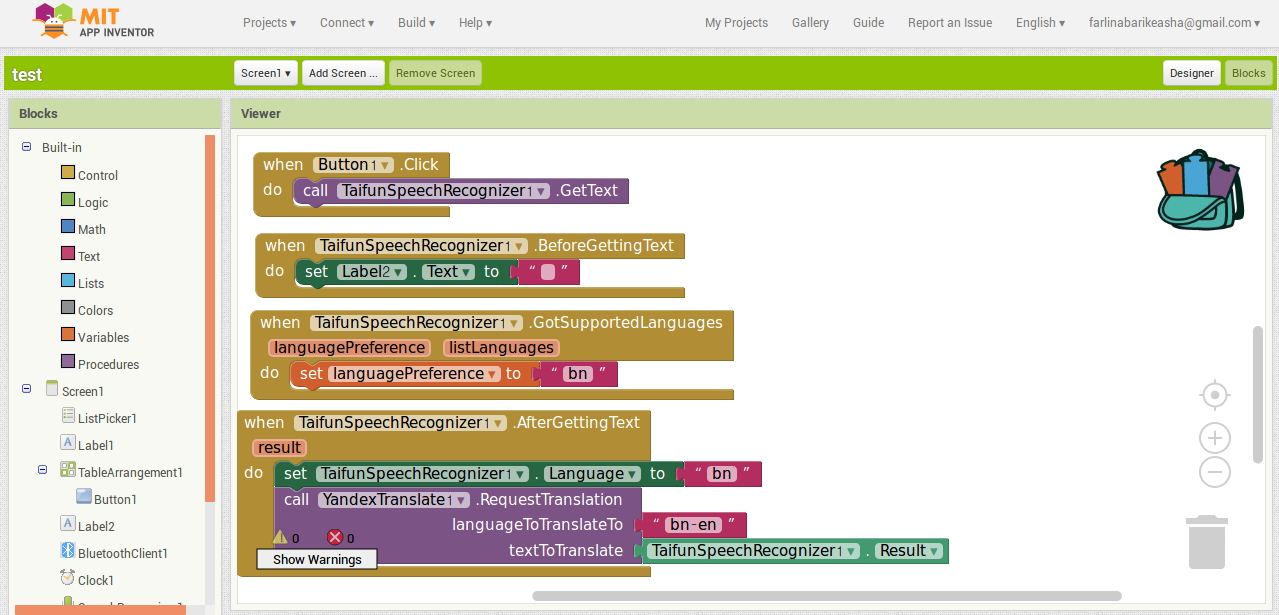 MIT
APP INVENTOR
Projects ▾ Connect ▾ Build ▾ Help ▾ My Projects Gallery Guide Report an Issue English ▾ farlinabarikeasha@gmail.com ▾
test Screen1 ▾ Add Screen ... Remove Screen Designer Blocks
Blocks
Built-in
Control
Logic
Math
Text
Lists
Colors
Variables
Procedures
Screen1
ListPicker1
A Label1
TableArrangement1
Button1
A Label2
BluetoothClient1
Clock1
Viewer
when Button1 ▾ .Click
do call TaifunSpeechRecognizer1 ▾ .GetText
when TaifunSpeechRecognizer1 ▾ .BeforeGettingText
do set Label2 ▾ . Text ▾ to “ ”
when TaifunSpeechRecognizer1 ▾ .GotSupportedLanguages
languagePreference listLanguages
do set languagePreference ▾ to “ bn ”
when TaifunSpeechRecognizer1 ▾ .AfterGettingText
result
do set TaifunSpeechRecognizer1 ▾ . Language ▾ to “ bn ”
call YandexTranslate1 ▾ .RequestTranslation
languageToTranslateTo “ bn-en ”
textToTranslate TaifunSpeechRecognizer1 ▾ . Result ▾
0 0
Show Warnings